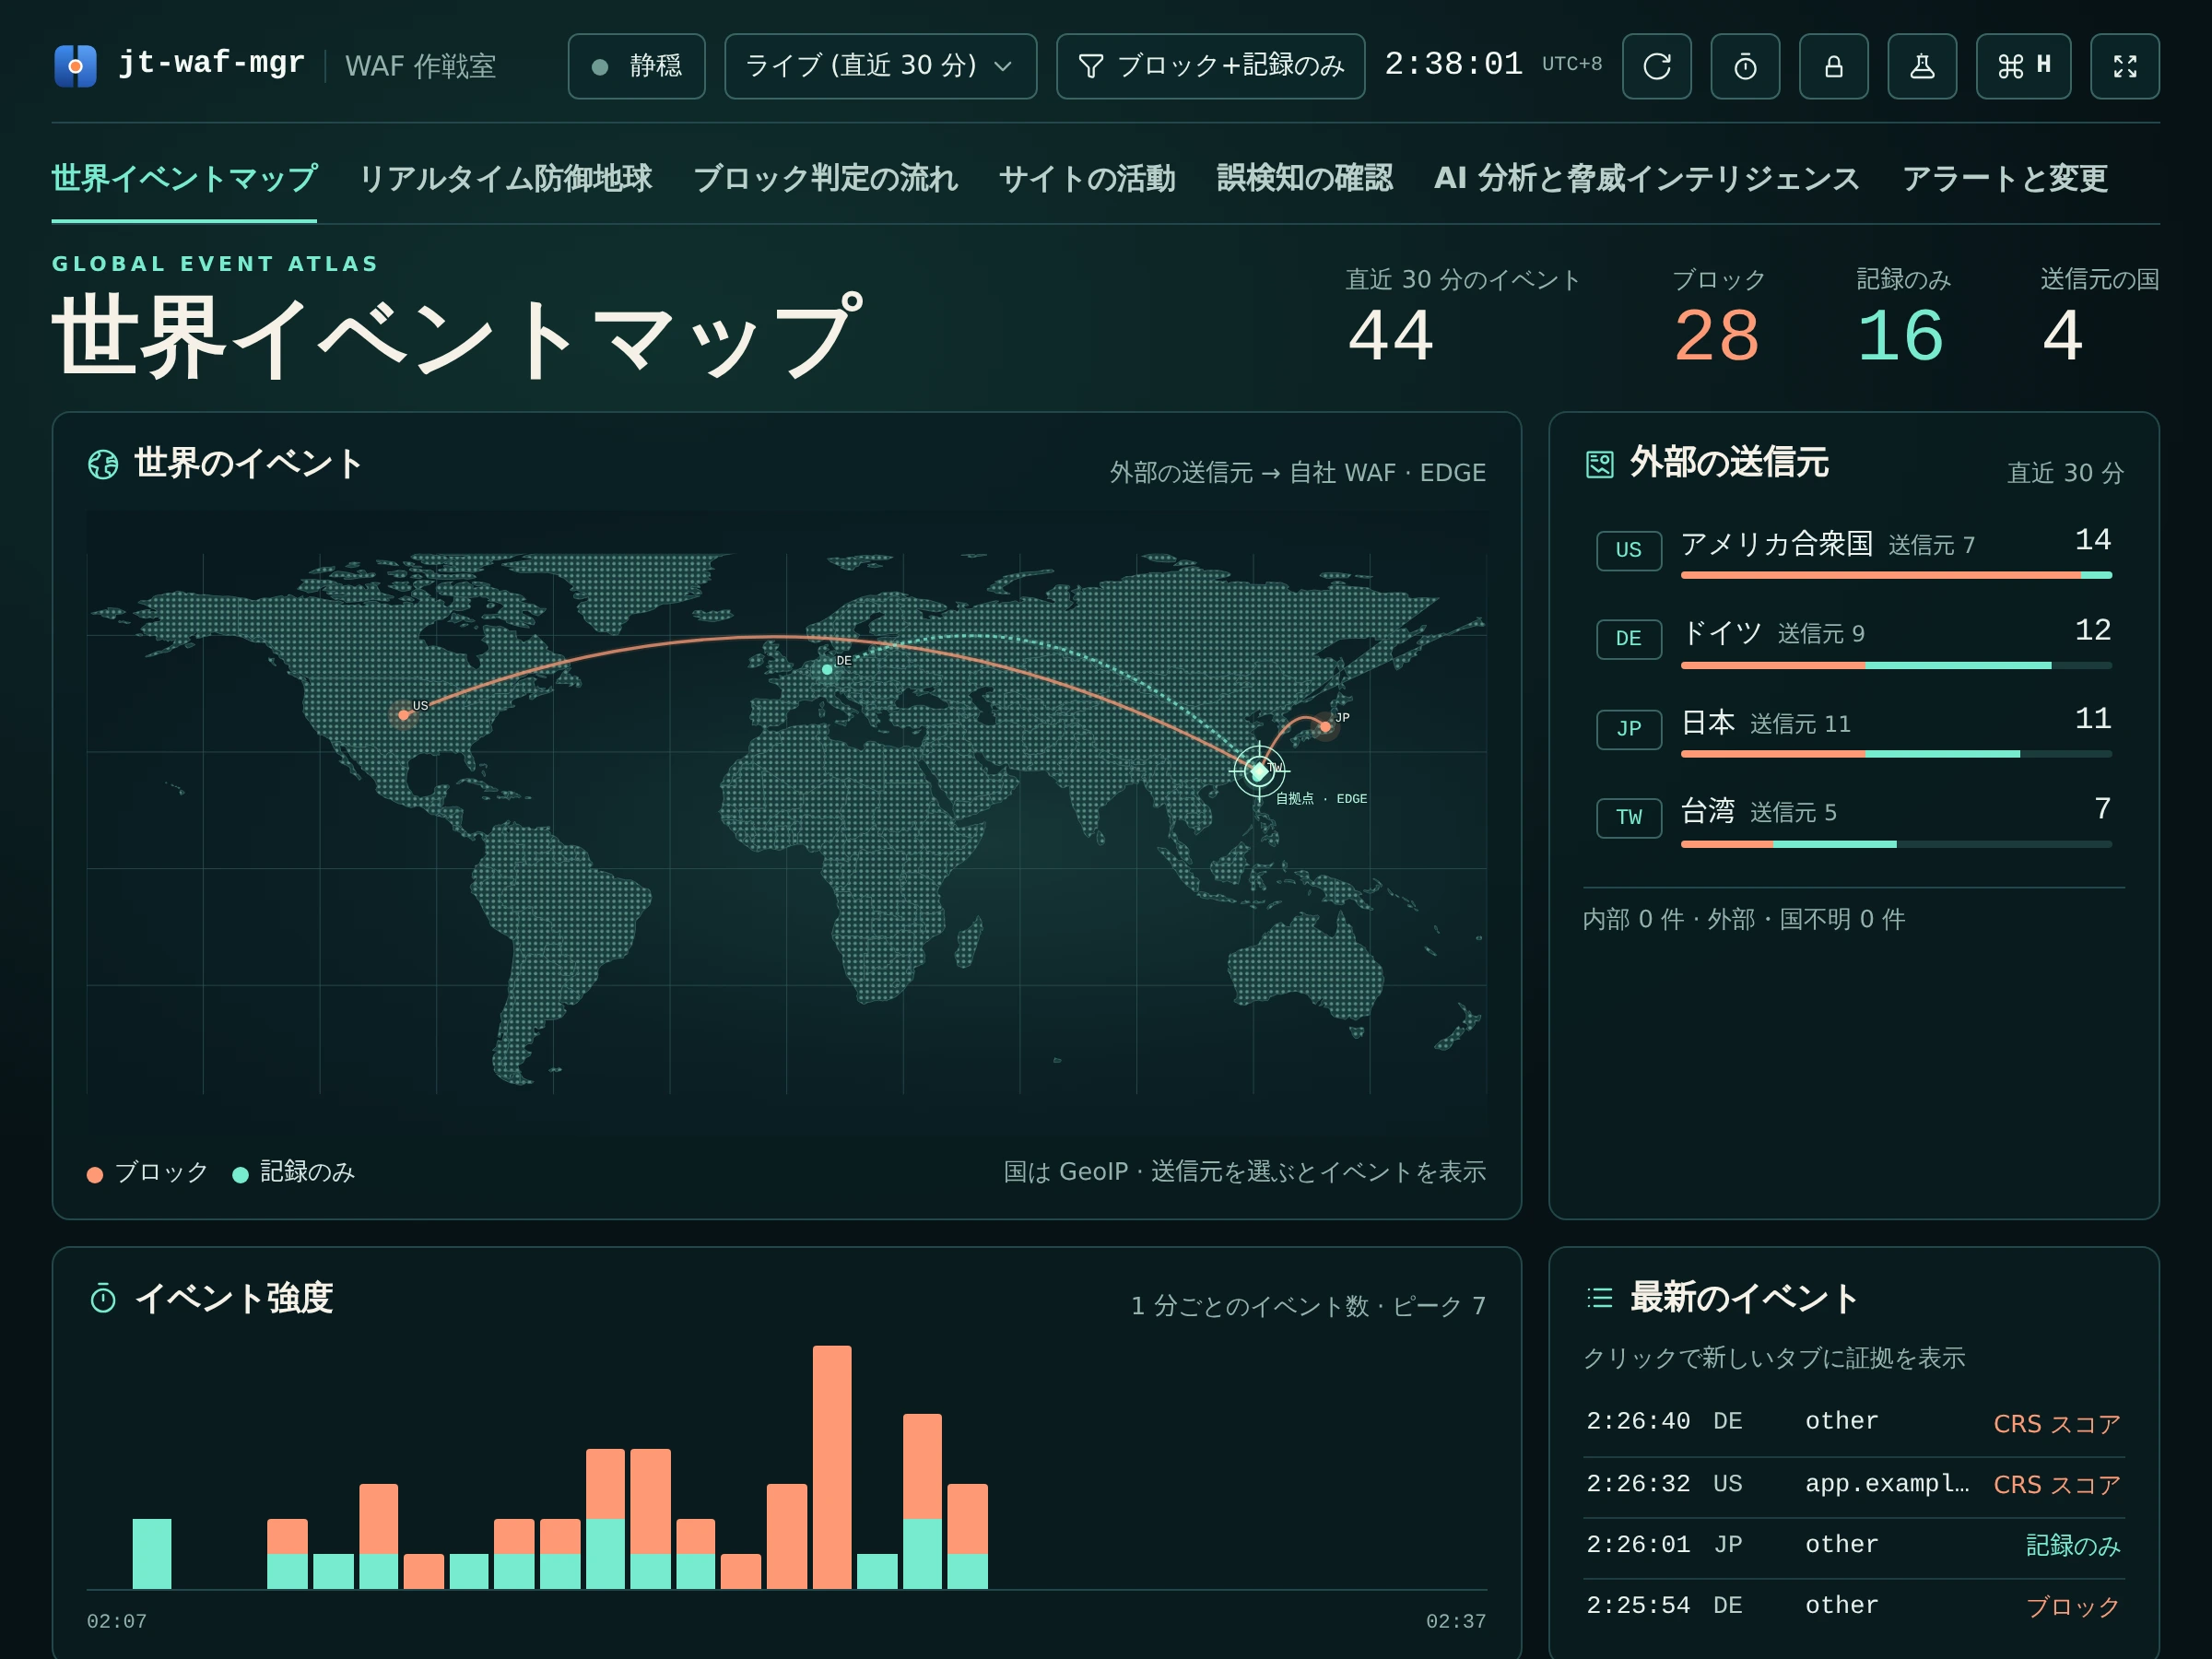 jt-waf-mgr WAF 作戦室 静穏 ライブ (直近 30 分) ブロック+記録のみ 2:38:01 UTC+8 ⌘ H
世界イベントマップ リアルタイム防御地球 ブロック判定の流れ サイトの活動 誤検知の確認 AI 分析と脅威インテリジェンス アラートと変更
GLOBAL EVENT ATLAS
世界イベントマップ
直近 30 分のイベント ブロック 記録のみ 送信元の国
44 28 16 4
世界のイベント 外部の送信元 → 自社 WAF · EDGE
US
DE
JP
TW
自拠点 · EDGE
ブロック 記録のみ 国は GeoIP · 送信元を選ぶとイベントを表示
外部の送信元 直近 30 分
US アメリカ合衆国 送信元 7 14
DE ドイツ 送信元 9 12
JP 日本 送信元 11 11
TW 台湾 送信元 5 7
内部 0 件 · 外部・国不明 0 件
イベント強度 1 分ごとのイベント数 · ピーク 7
02:07 02:37
最新のイベント
クリックで新しいタブに証拠を表示
2:26:40 DE other CRS スコア
2:26:32 US app.exampl… CRS スコア
2:26:01 JP other 記録のみ
2:25:54 DE other ブロック